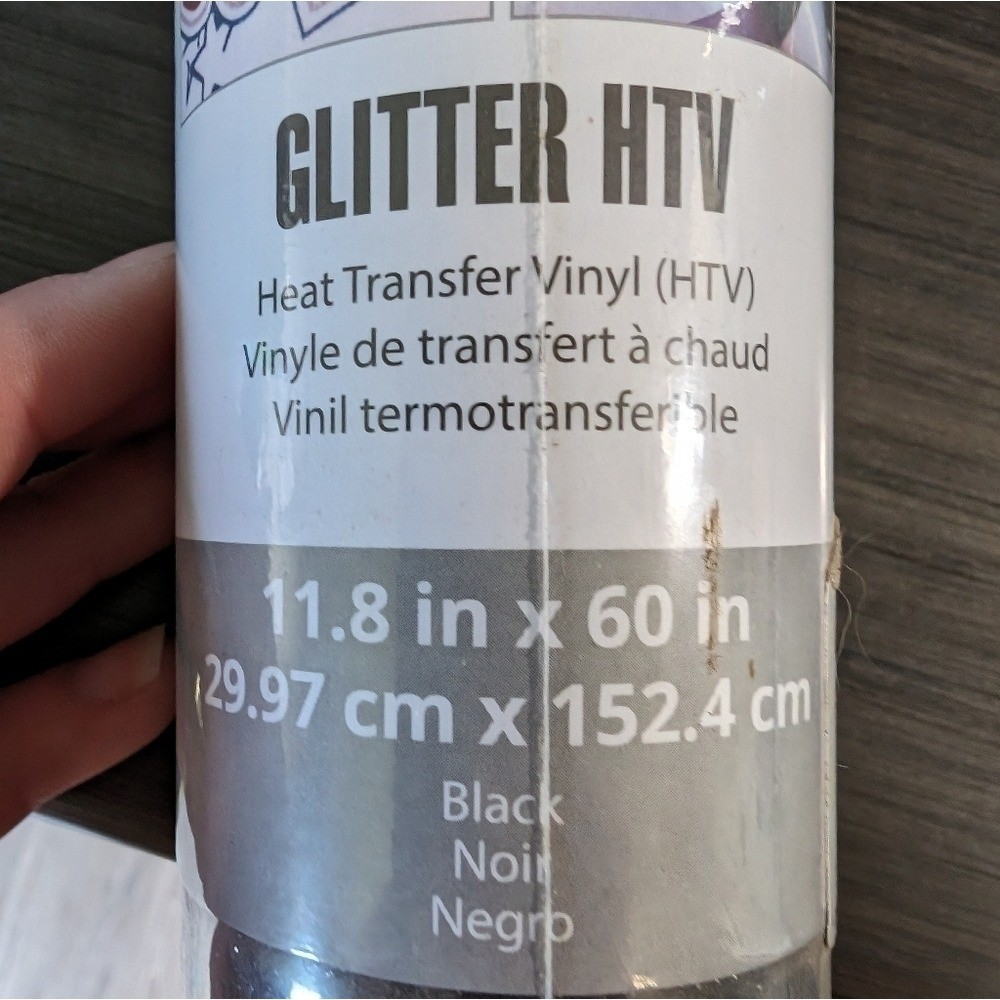 GLITTER HTV
Heat Transfer Vinyl (HTV)
Vinyle de transfert à chaud
Vinil termotransferible
11.8 in x 60 in
29.97 cm x 152.4 cm
Black
Noir
Negro